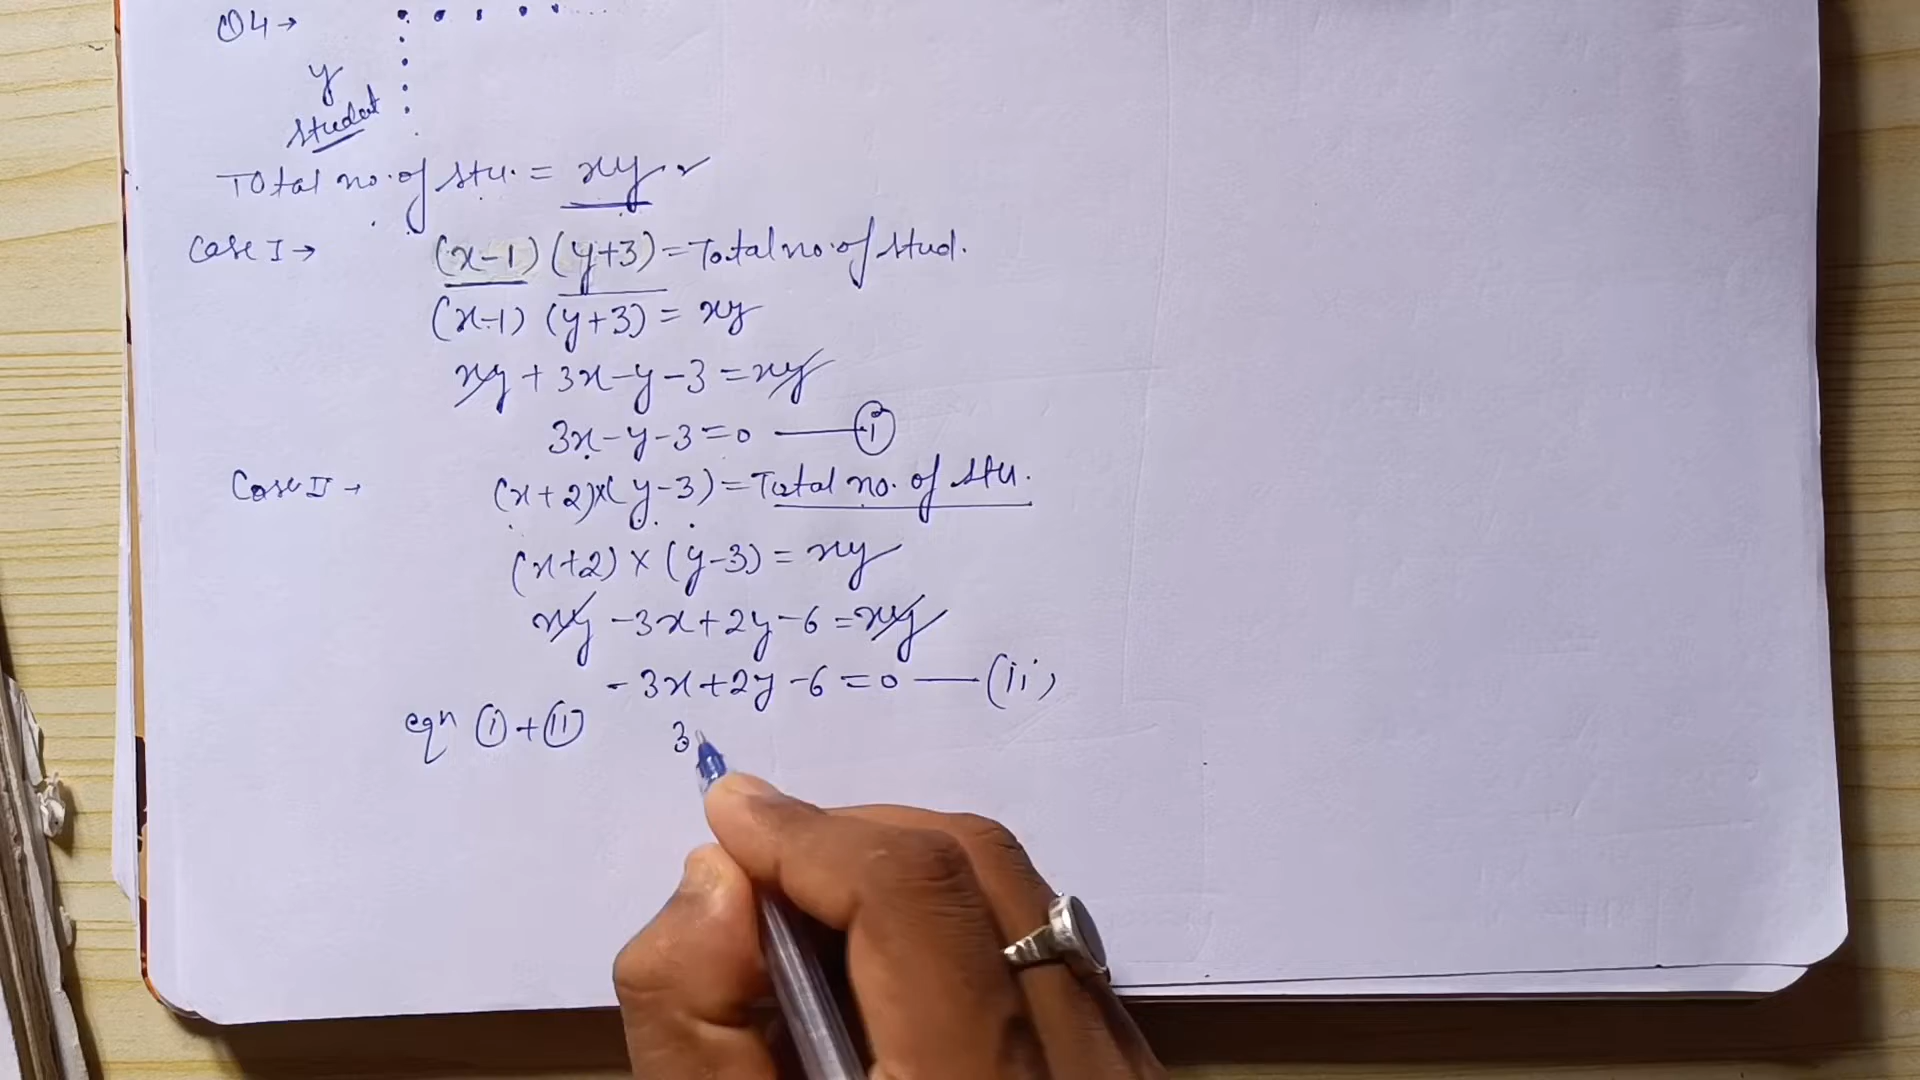 Q4 →
y
student
Total no. of stu. = xy
Case I → (x-1) (y+3) = Total no. of stud.
(x-1) (y+3) = xy
xy + 3x - y - 3 = xy
3x - y - 3 = 0 — (i)
Case II → (x+2)×(y-3) = Total no. of stu.
(x+2) × (y-3) = xy
xy - 3x + 2y - 6 = xy
- 3x + 2y - 6 = 0 — (ii)
eqn (i) + (ii) 3